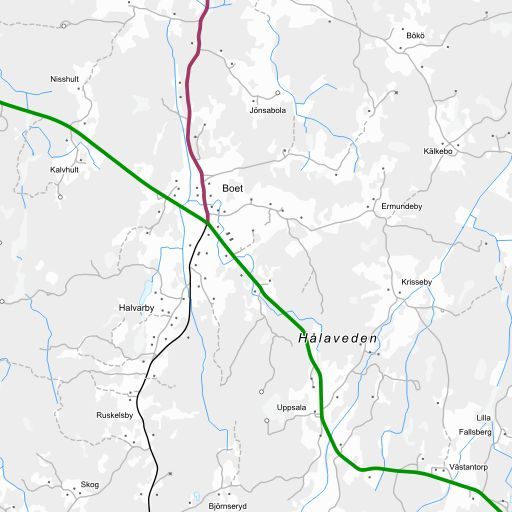 Bökö
Nisshult
Jönsabola
Kälkebo
Kalvhult
Boet
Ermundeby
Krisseby
Halvarby
Hålaveden
Uppsala
Ruskelsby
Lilla
Fallsberg
Västantorp
Skog
Björnseryd